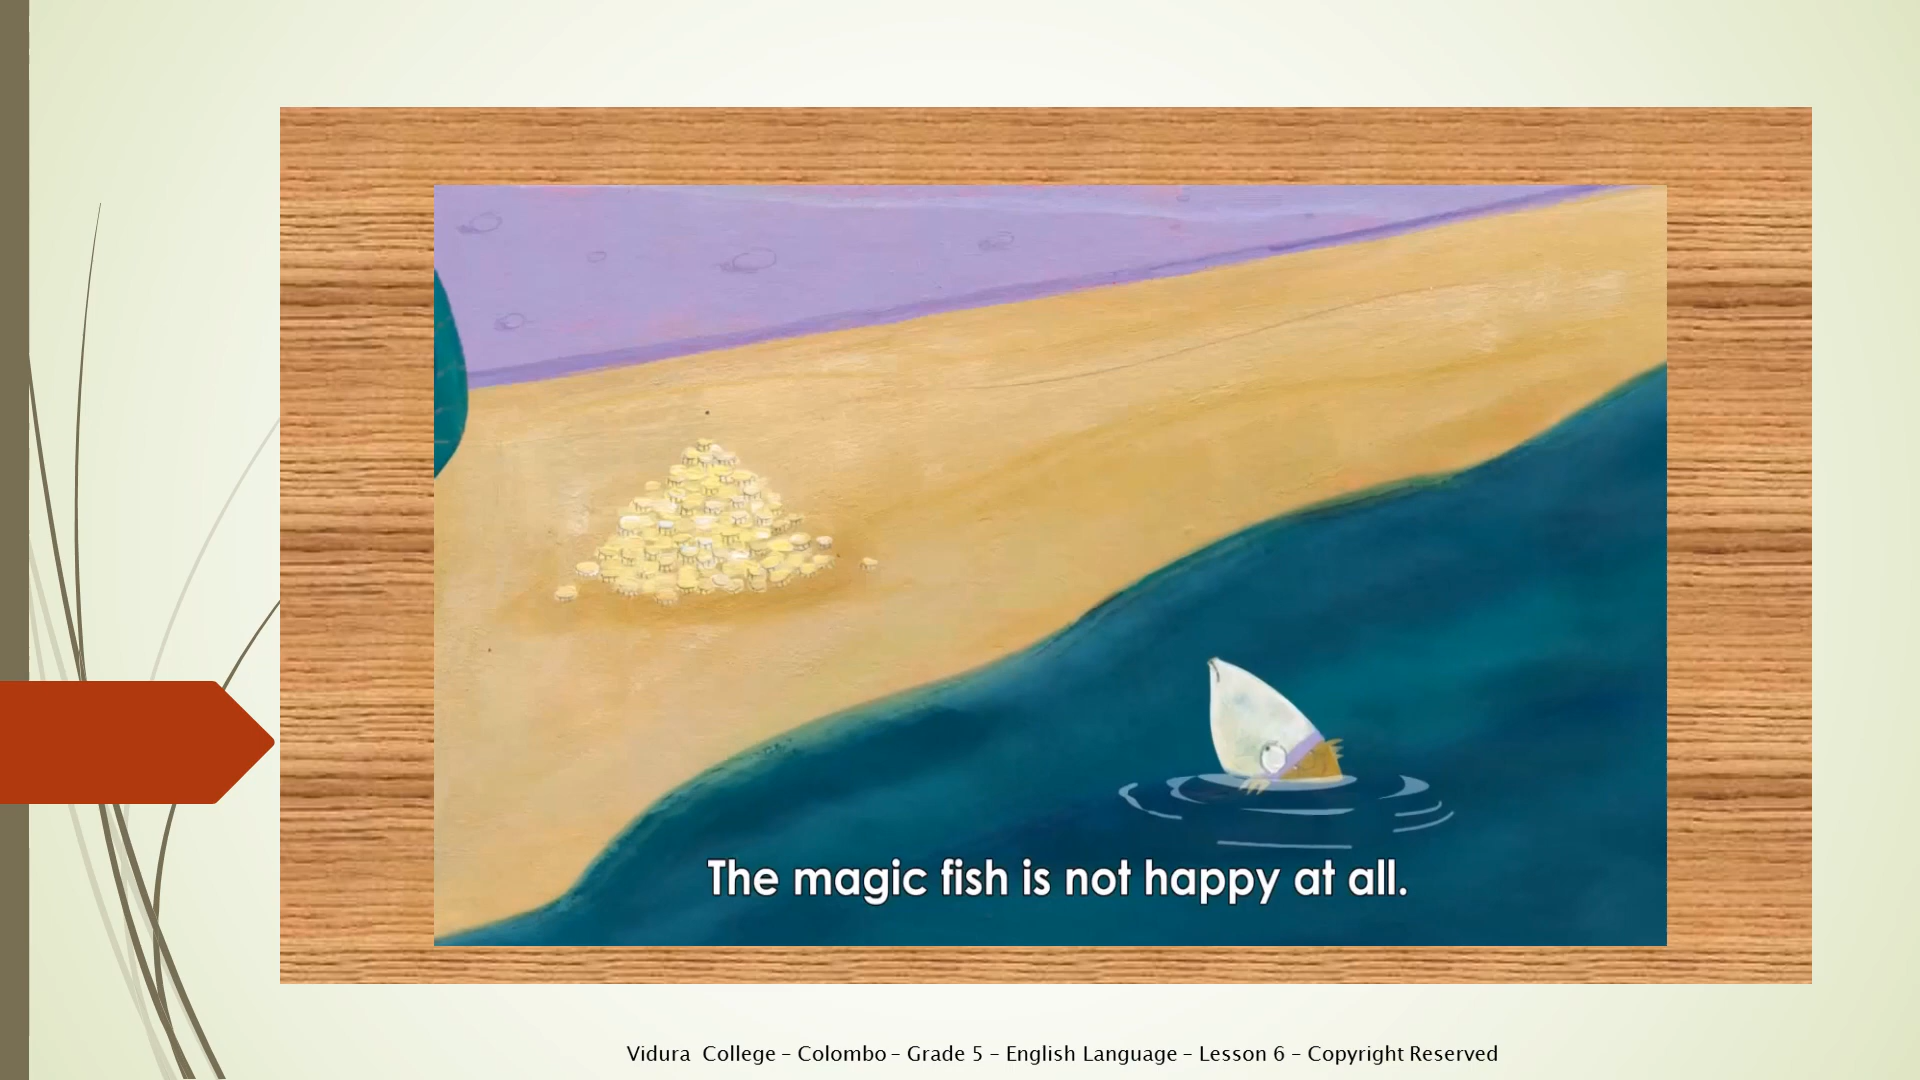 The magic fish is not happy at all.
Vidura College – Colombo – Grade 5 – English Language – Lesson 6 – Copyright Reserved